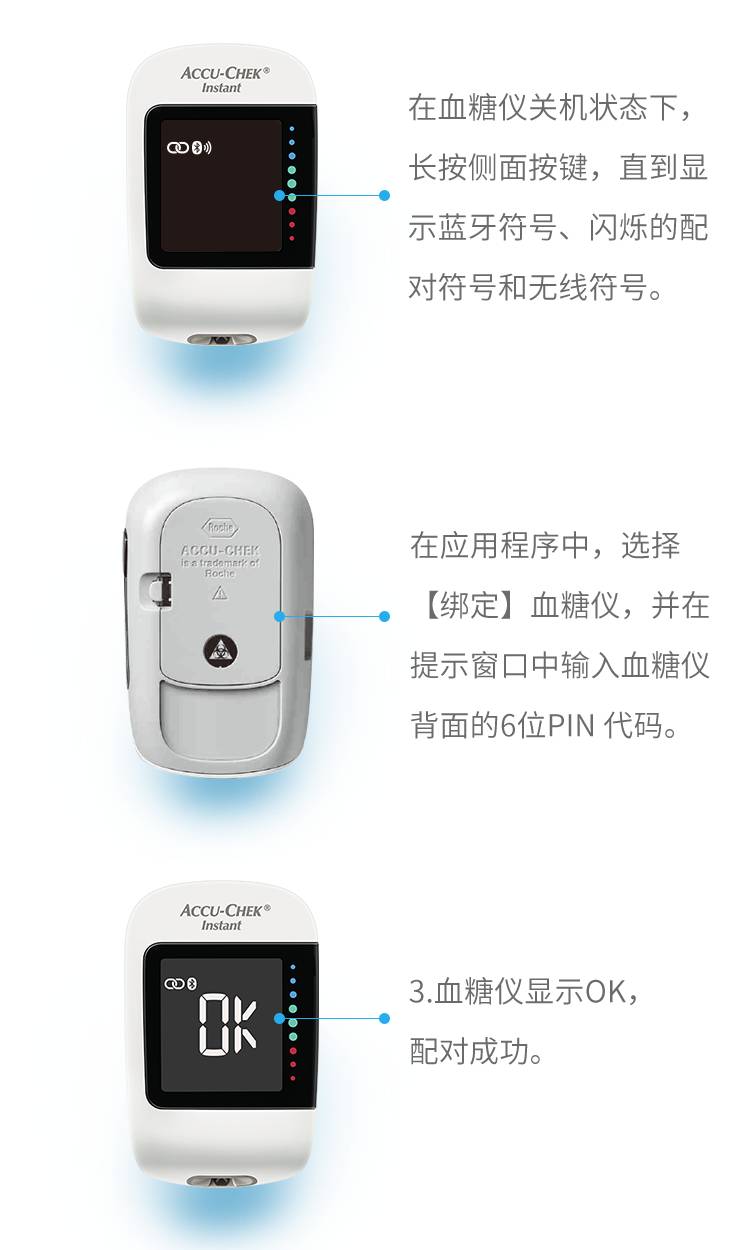 ACCU-CHEK®
Instant
在血糖仪关机状态下，
长按侧面按键，直到显
示蓝牙符号、闪烁的配
对符号和无线符号。
Roche
ACCU-CHEK
is a trademark of
Roche
在应用程序中，选择
【绑定】血糖仪，并在
提示窗口中输入血糖仪
背面的6位PIN 代码。
ACCU-CHEK®
Instant
OK
3.血糖仪显示OK，
配对成功。